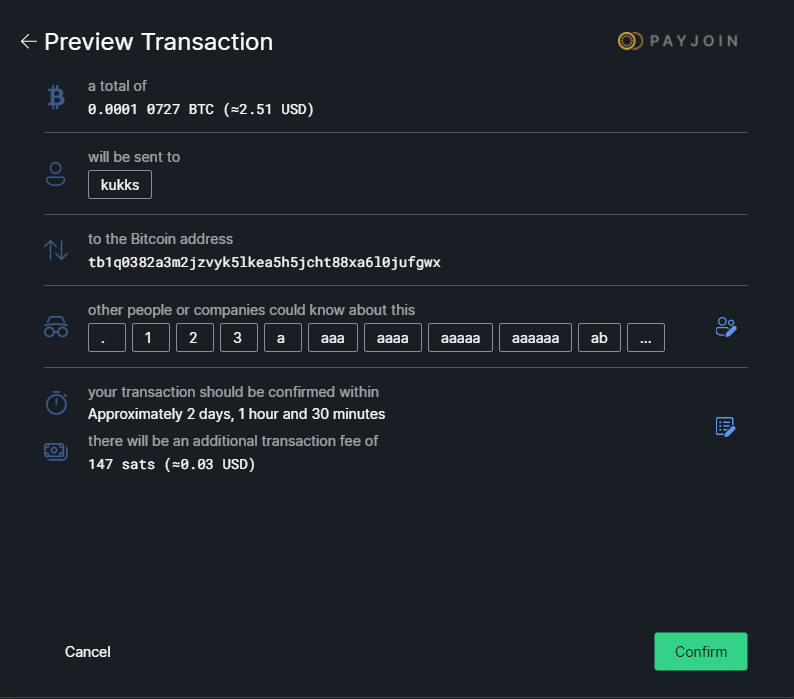 Preview Transaction
PAYJOIN
a total of
0.0001 0727 BTC (≈2.51 USD)
will be sent to
kukks
to the Bitcoin address
tb1q0382a3m2jzvyk5lkea5h5jcht88xa6l0jufgwx
other people or companies could know about this
. 1 2 3 a aaa aaaa aaaaa aaaaaa ab ...
your transaction should be confirmed within
Approximately 2 days, 1 hour and 30 minutes
there will be an additional transaction fee of
147 sats (≈0.03 USD)
Cancel Confirm